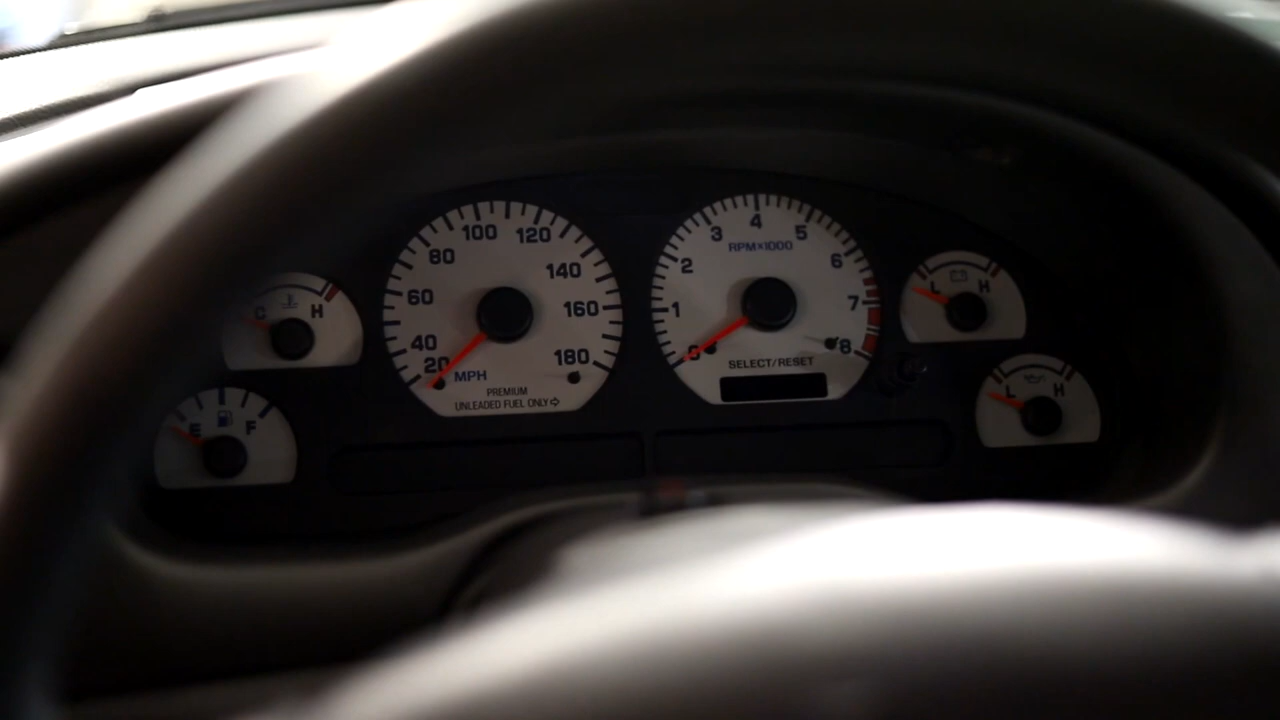 C H
E F
20 40 60 80 100 120 140 160 180
MPH
PREMIUM
UNLEADED FUEL ONLY
0 1 2 3 4 5 6 7 8
RPM×1000
SELECT/RESET
L H
L H